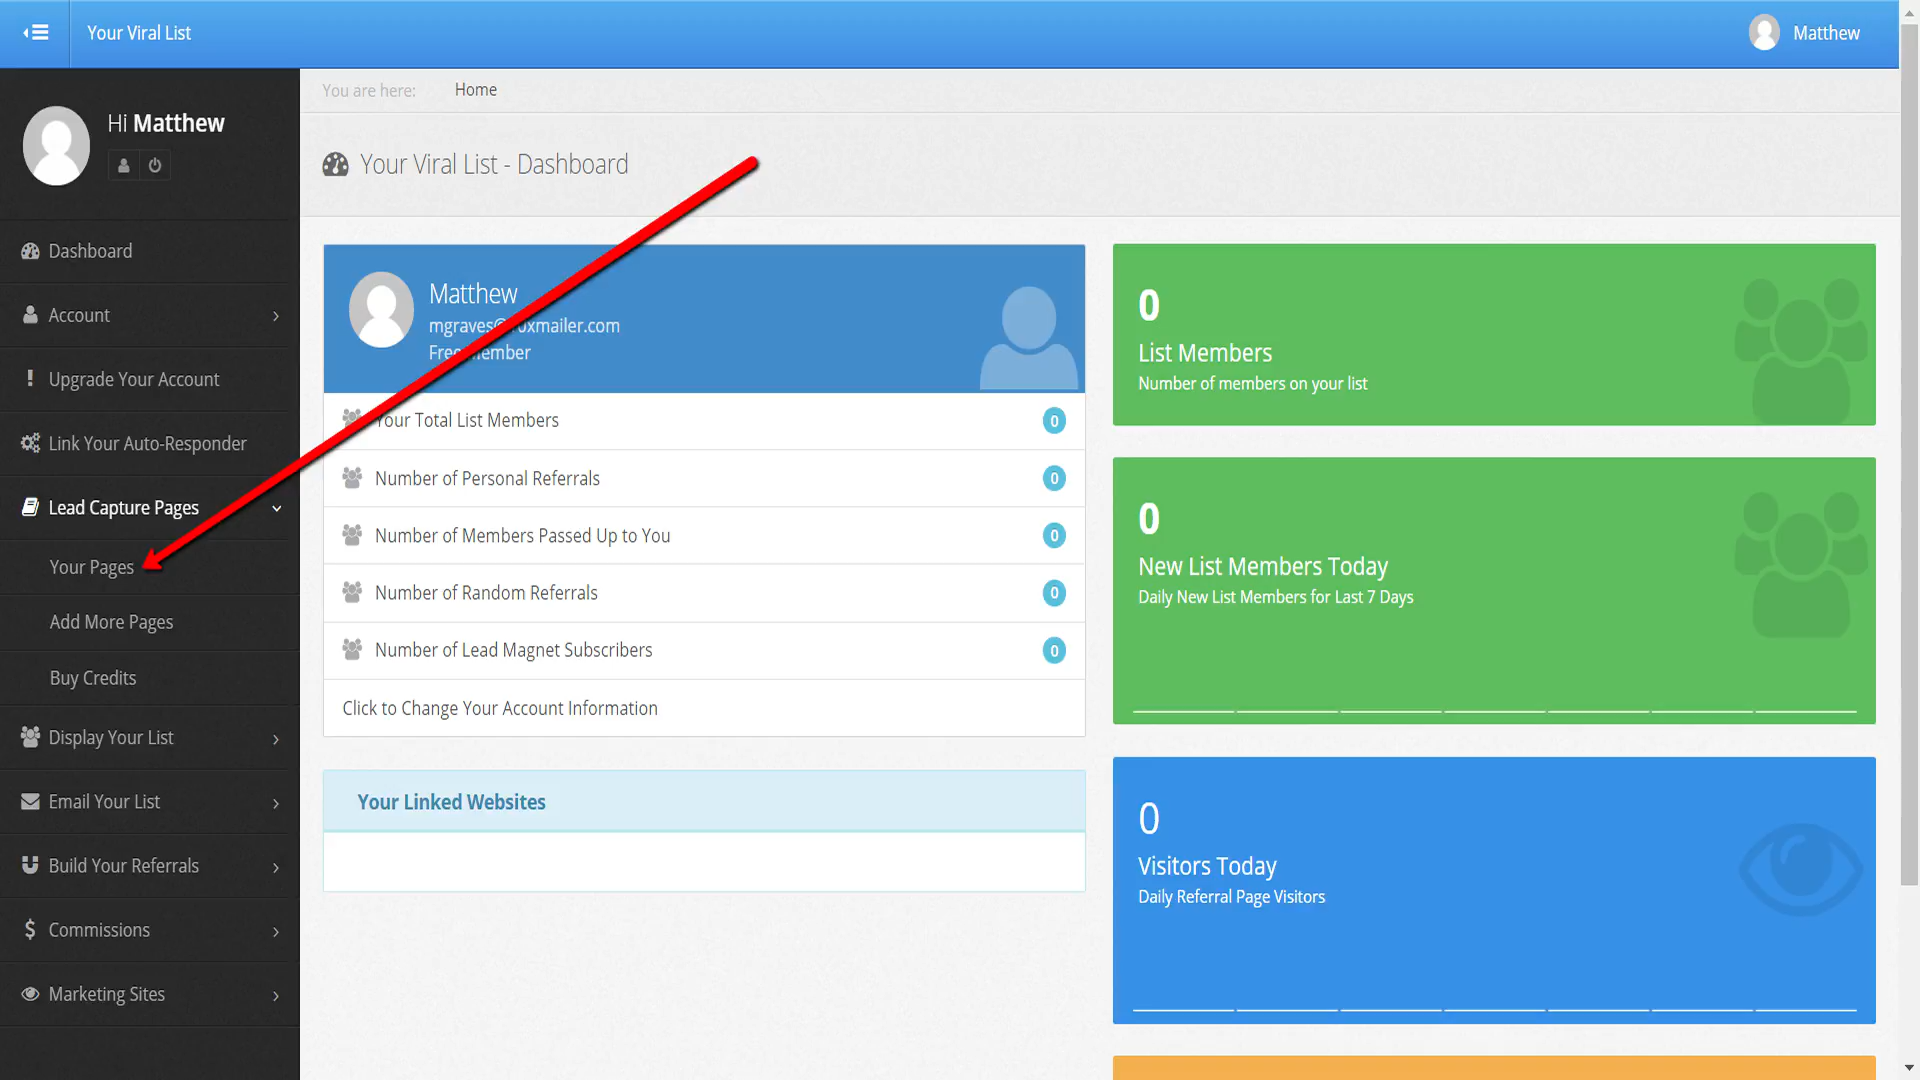 Your Viral List
Matthew
Hi Matthew
Dashboard
Account
Upgrade Your Account
Link Your Auto-Responder
Lead Capture Pages
Your Pages
Add More Pages
Buy Credits
Display Your List
Email Your List
Build Your Referrals
Commissions
Marketing Sites
You are here: Home
Your Viral List - Dashboard
Matthew
Member
Your Total List Members 0
Number of Personal Referrals 0
Number of Members Passed Up to You 0
Number of Random Referrals 0
Number of Lead Magnet Subscribers 0
Click to Change Your Account Information
Your Linked Websites
0
List Members
Number of members on your list
0
New List Members Today
Daily New List Members for Last 7 Days
0
Visitors Today
Daily Referral Page Visitors